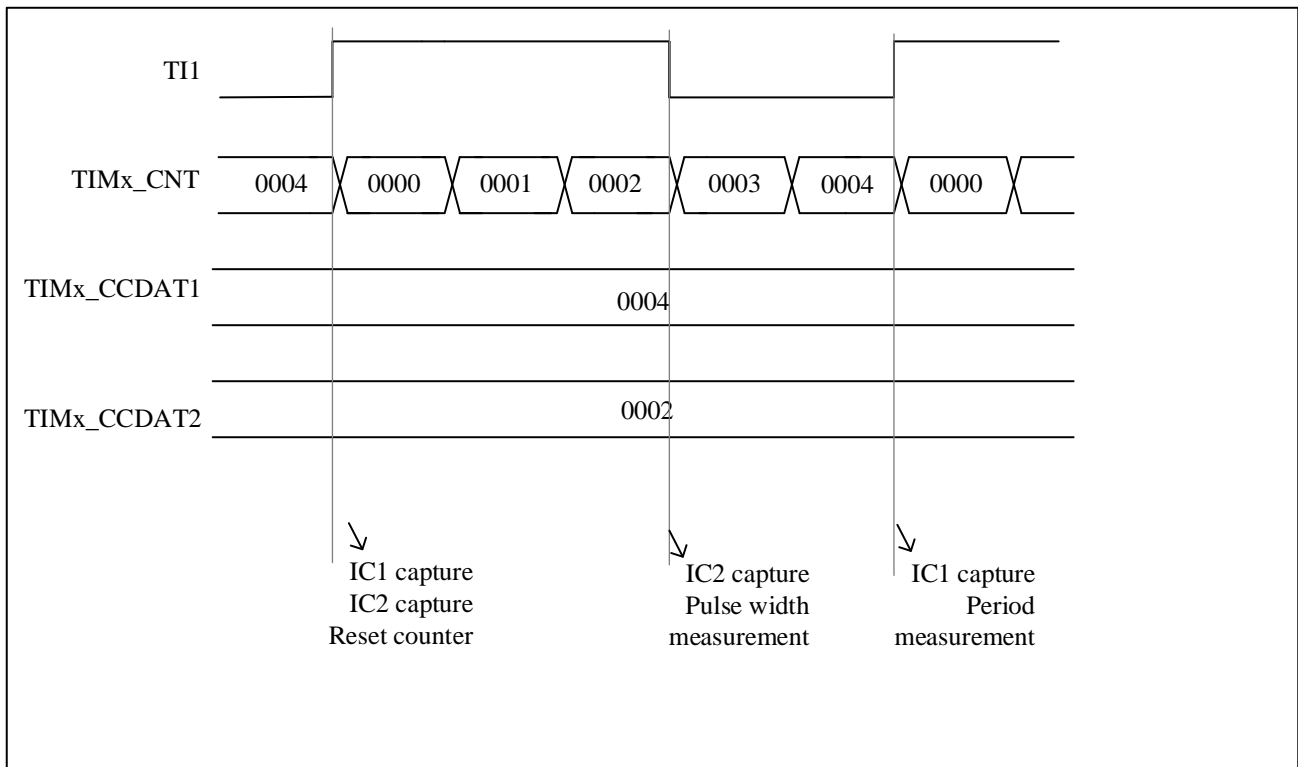 TI1
TIMx_CNT
0004
0000
0001
0002
0003
0004
0000
TIMx_CCDAT1
0004
TIMx_CCDAT2
0002
IC1 capture
IC2 capture
Reset counter
IC2 capture
Pulse width
measurement
IC1 capture
Period
measurement